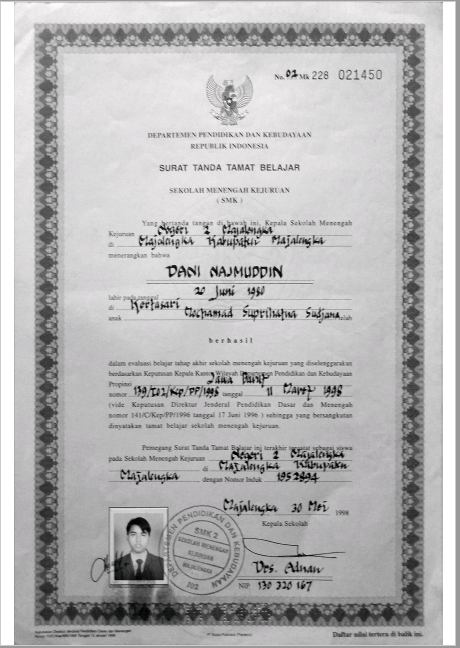 No. 02 Mk 228 021450
DEPARTEMEN PENDIDIKAN DAN KEBUDAYAAN
REPUBLIK INDONESIA
SURAT TANDA TAMAT BELAJAR
SEKOLAH MENENGAH KEJURUAN
( SMK )
Yang bertanda tangan di bawah ini, Kepala Sekolah Menengah
Kejuruan Negeri 2 Majalengka
di Majalengka Kabupaten Majalengka
menerangkan bahwa
DANI NAJMUDDIN
lahir pada tanggal 20 Juni 1980
di Kertasari
anak Mochamad Suprihatna Sudjana telah
berhasil
dalam evaluasi belajar tahap akhir sekolah menengah kejuruan yang diselenggarakan
berdasarkan Keputusan Kepala Kantor Wilayah Departemen Pendidikan dan Kebudayaan
Propinsi Jawa Barat
nomor 139/I02/Kep/PP/1998 tanggal 11 Maret 1998
(vide Keputusan Direktur Jenderal Pendidikan Dasar dan Menengah
nomor 141/C/Kep/PP/1996 tanggal 17 Juni 1996 ) sehingga yang bersangkutan
dinyatakan tamat belajar sekolah menengah kejuruan.
Pemegang Surat Tanda Tamat Belajar ini terakhir tercatat sebagai siswa
pada Sekolah Menengah Kejuruan Negeri 2 Majalengka
di Majalengka Kabupaten
Majalengka dengan Nomor Induk 1952894
Majalengka 30 Mei 1998
Kepala Sekolah
DEPARTEMEN PENDIDIKAN DAN KEBUDAYAAN
SMK 2
SEKOLAH MENENGAH
KEJURUAN
MAJALENGKA
Drs. Adnan
NIP 130 320 167
Daftar nilai tertera di balik ini.